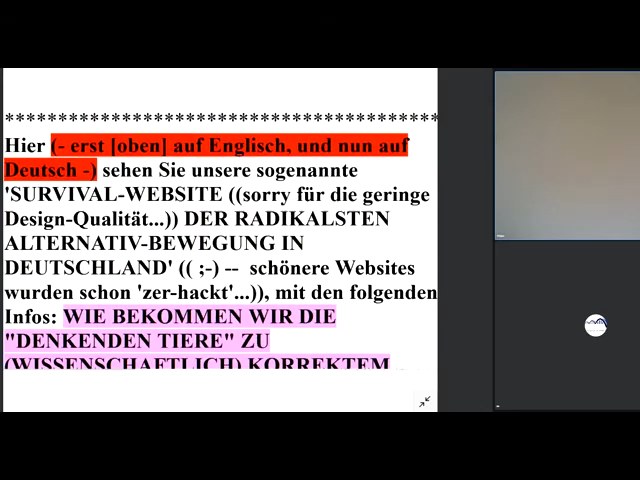 ****************************************
Hier (- erst [oben] auf Englisch, und nun auf
Deutsch -) sehen Sie unsere sogenannte
'SURVIVAL-WEBSITE ((sorry für die geringe
Design-Qualität...)) DER RADIKALSTEN
ALTERNATIV-BEWEGUNG IN
DEUTSCHLAND' (( ;-) -- schönere Websites
wurden schon 'zer-hackt'...)), mit den folgenden
Infos: WIE BEKOMMEN WIR DIE
"DENKENDEN TIERE" ZU
(WISSENSCHAFTLICH) KORREKTEM